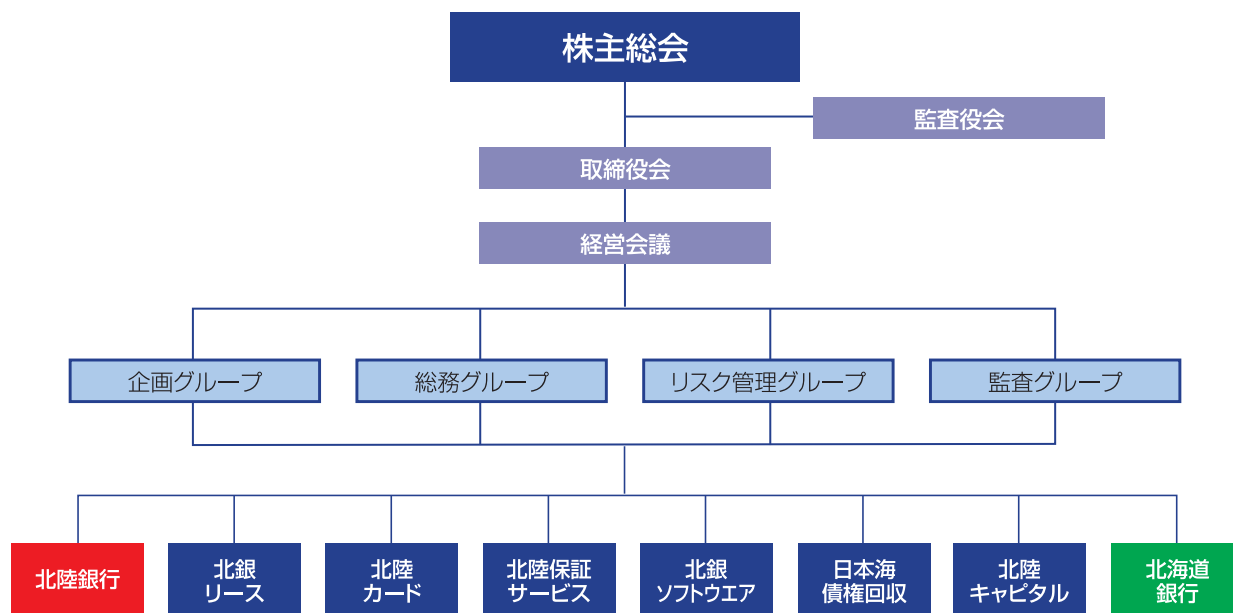 株主総会
監査役会
取締役会
経営会議
企画グループ
総務グループ
リスク管理グループ
監査グループ
北陸銀行
北銀
リース
北陸
カード
北陸保証
サービス
北銀
ソフトウエア
日本海
債権回収
北陸
キャピタル
北海道
銀行